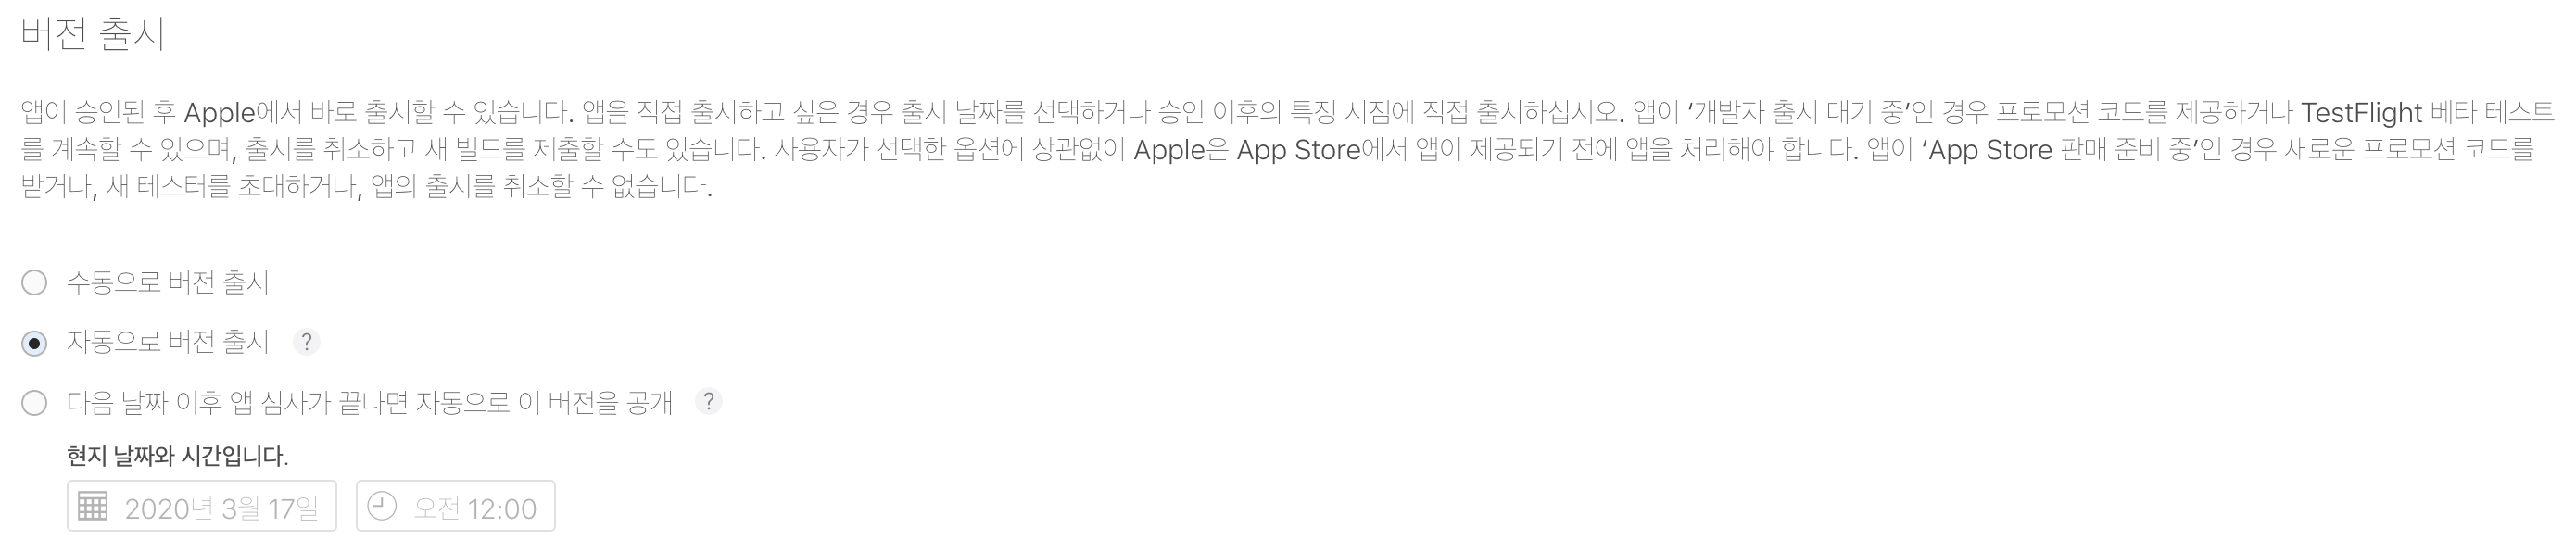 버전 출시
앱이 승인된 후 Apple에서 바로 출시할 수 있습니다. 앱을 직접 출시하고 싶은 경우 출시 날짜를 선택하거나 승인 이후의 특정 시점에 직접 출시하십시오. 앱이 ‘개발자 출시 대기 중’인 경우 프로모션 코드를 제공하거나 TestFlight 베타 테스트
를 계속할 수 있으며, 출시를 취소하고 새 빌드를 제출할 수도 있습니다. 사용자가 선택한 옵션에 상관없이 Apple은 App Store에서 앱이 제공되기 전에 앱을 처리해야 합니다. 앱이 ‘App Store 판매 준비 중’인 경우 새로운 프로모션 코드를
받거나, 새 테스터를 초대하거나, 앱의 출시를 취소할 수 없습니다.
수동으로 버전 출시
자동으로 버전 출시 ?
다음 날짜 이후 앱 심사가 끝나면 자동으로 이 버전을 공개 ?
현지 날짜와 시간입니다.
2020년 3월 17일 오전 12:00